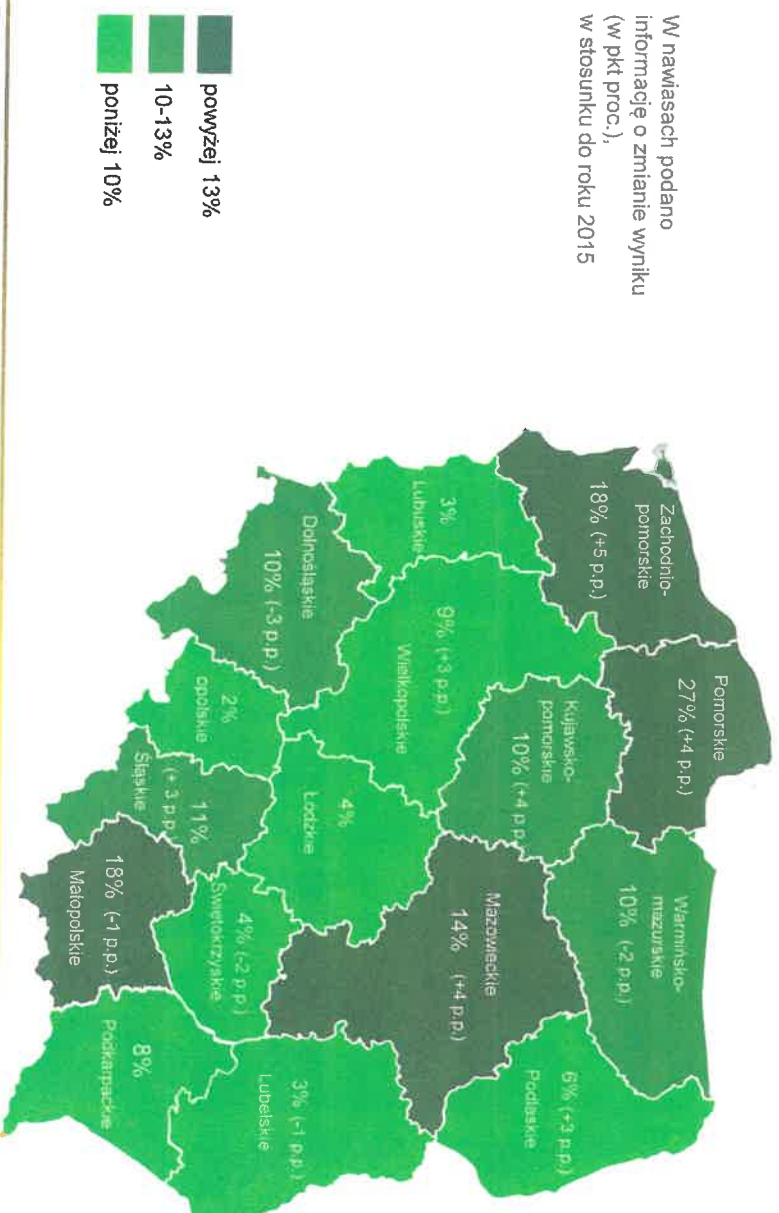 W nawiasach podano
informację o zmianie wyniku
(w pkt proc.),
w stosunku do roku 2015
powyżej 13%
10-13%
poniżej 10%
Zachodnio-
pomorskie
18% (+5 p.p.)
Pomorskie
27% (+4 p.p.)
Warmińsko-
mazurskie
10% (-2 p.p.)
Kujawsko-
pomorskie
10% (+4 p.p.
6% (+3 p.p.)
Podlaskie
3%
Lubuskie
9% (+3 p.p.)
Wielkopolskie
Mazowieckie
14% (+4 p.p.)
4%
Łódzkie
Dolnośląskie
10% (-3 p.p.)
2%
opolskie
11%
(+ 3 p.p.
Śląskie
4% (-2 p.p.)
Świętokrzyskie
3% (-1 p.p.)
Lubelskie
18% (-1 p.p.)
Małopolskie
8%
Podkarpackie